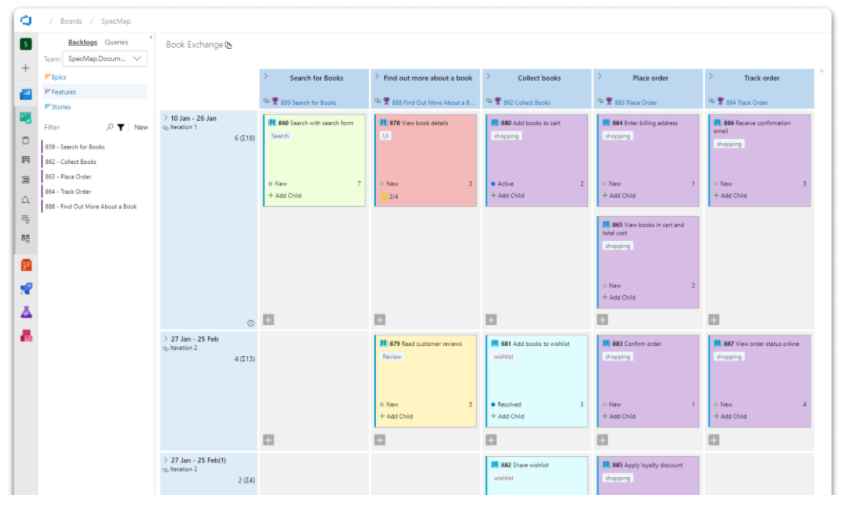 / Boards / SpecMap
S
Backlogs Queries
Team: SpecMap.Docum...
Epics
Features
Stories
Filter New
859 - Search for Books
862 - Collect Books
863 - Place Order
864 - Track Order
888 - Find Out More About a Book
Book Exchange
Search for Books
Find out more about a book
Collect books
Place order
Track order
859 Search for Books
888 Find Out More About a B...
862 Collect Books
863 Place Order
864 Track Order
10 Jan - 26 Jan
Iteration 1
6 (Σ18)
860 Search with search form
Search
New 7
+ Add Child
878 View book details
UI
New 3
2/4
880 Add books to cart
shopping
Active 2
+ Add Child
884 Enter billing address
shopping
New 1
+ Add Child
886 Receive confirmation
email
shopping
New 3
+ Add Child
865 View books in cart and
total cost
shopping
New 2
+ Add Child
27 Jan - 25 Feb
Iteration 2
4 (Σ13)
879 Read customer reviews
Review
New 5
+ Add Child
881 Add books to wishlist
wishlist
Resolved 3
+ Add Child
883 Confirm order
shopping
New 1
+ Add Child
887 View order status online
shopping
New 4
+ Add Child
27 Jan - 25 Feb(1)
Iteration 2
2 (Σ4)
882 Share wishlist
wishlist
885 Apply loyalty discount
shopping